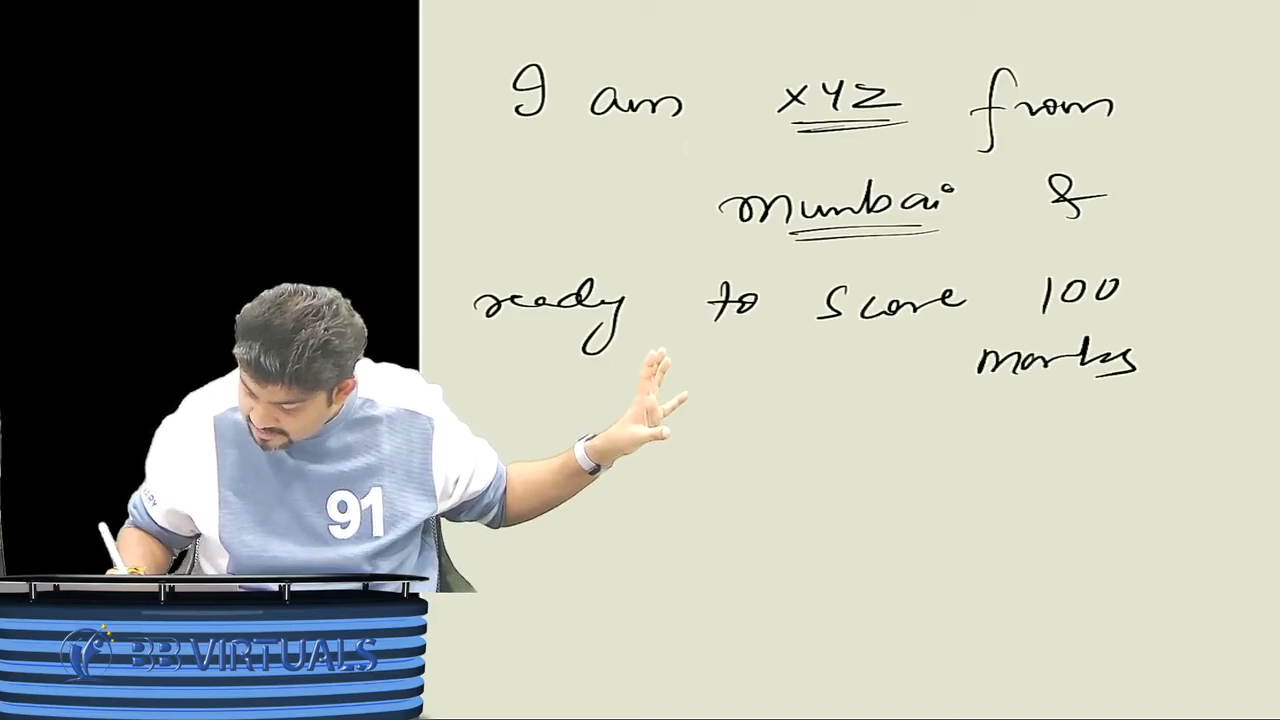 I am XYZ from
Mumbai &
ready to score 100
marks
91
BB VIRTUALS